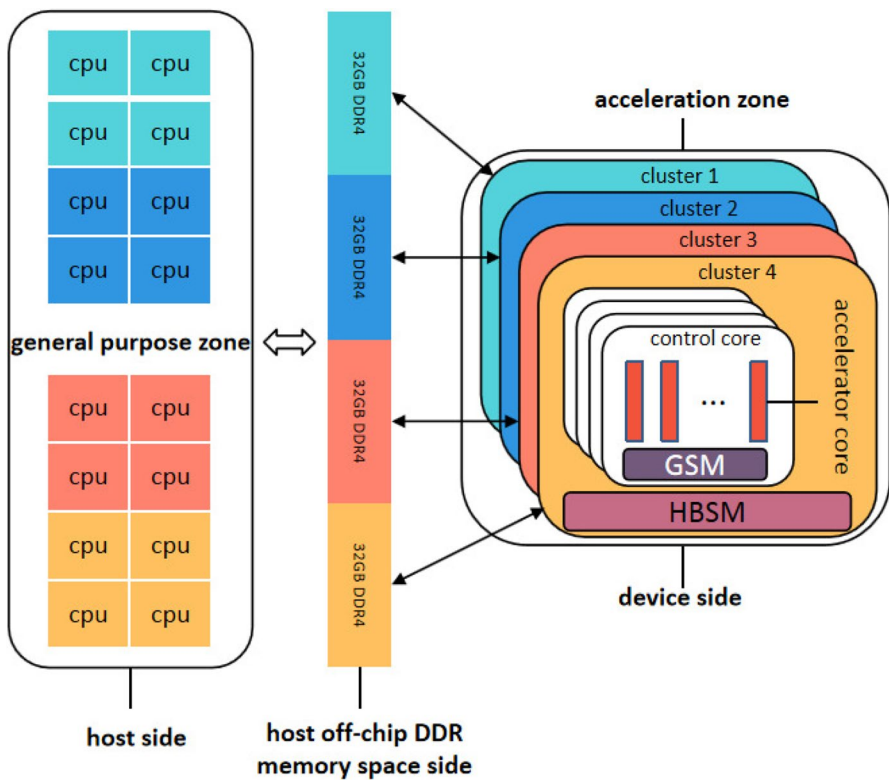 cpu cpu
cpu cpu
cpu cpu
cpu cpu
general purpose zone
cpu cpu
cpu cpu
cpu cpu
cpu cpu
host side
32GB DDR4
32GB DDR4
32GB DDR4
32GB DDR4
host off-chip DDR
memory space side
acceleration zone
cluster 1
cluster 2
cluster 3
cluster 4
control core
...
accelerator core
GSM
HBSM
device side